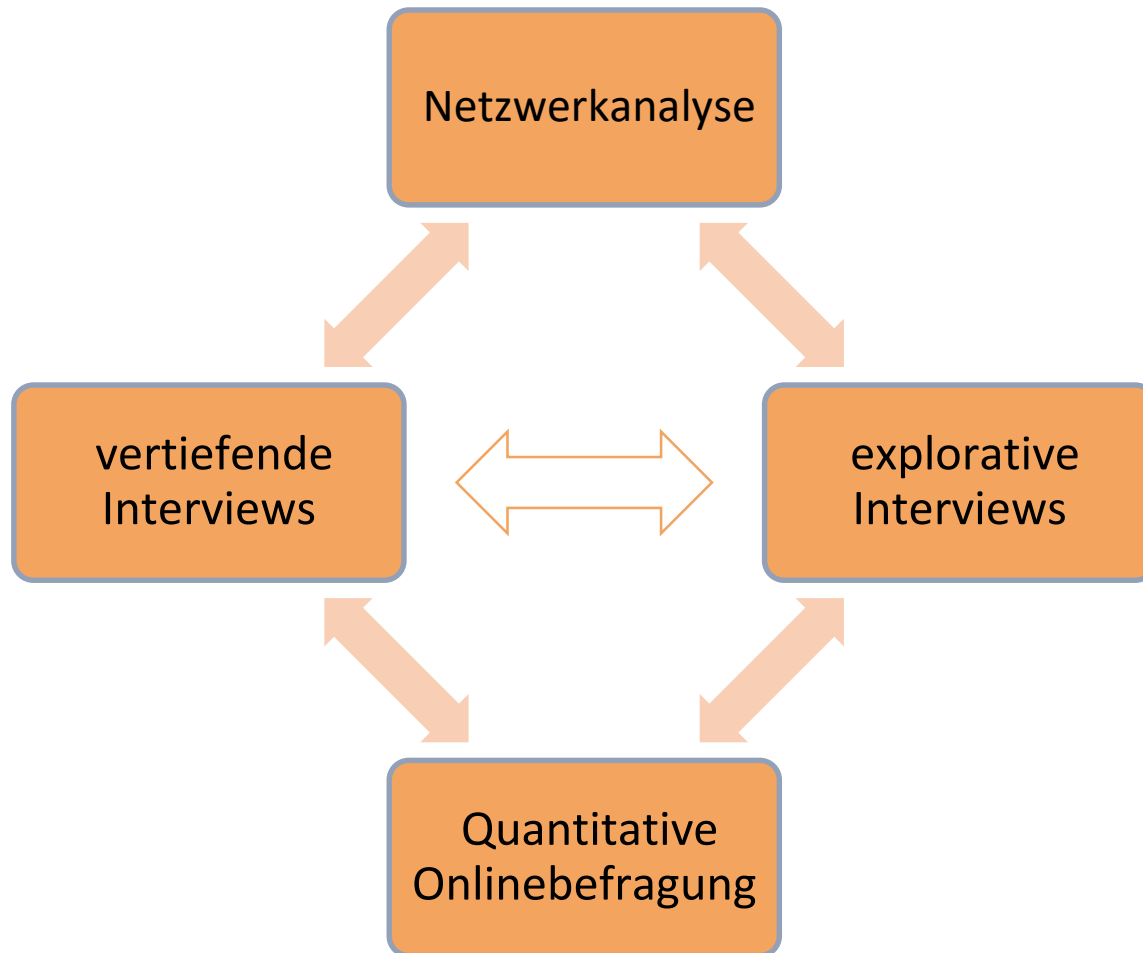 Netzwerkanalyse
vertiefende
Interviews
explorative
Interviews
Quantitative
Onlinebefragung